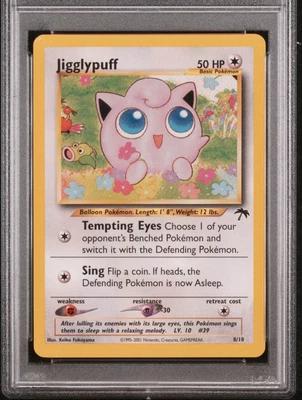 Jigglypuff
50 HP
Basic Pokémon
Balloon Pokémon. Length: 1' 8", Weight: 12 lbs.
Tempting Eyes Choose 1 of your
opponent's Benched Pokémon and
switch it with the Defending Pokémon.
Sing Flip a coin. If heads, the
Defending Pokémon is now Asleep.
weakness
resistance
retreat cost
-30
After lulling its enemies with its large eyes, this Pokémon sings
them to sleep with a relaxing melody. LV. 10 #39
Illus. Keiko Fukuyama
©1995-2001 Nintendo, Creatures, GAMEFREAK.
8/18